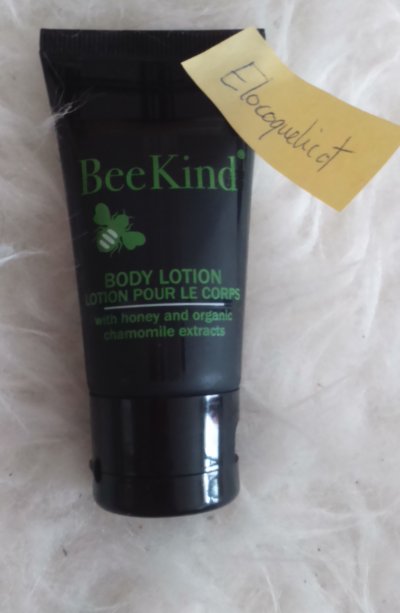 Elocoquelicot
BeeKind®
BODY LOTION
LOTION POUR LE CORPS
with honey and organic
chamomile extracts